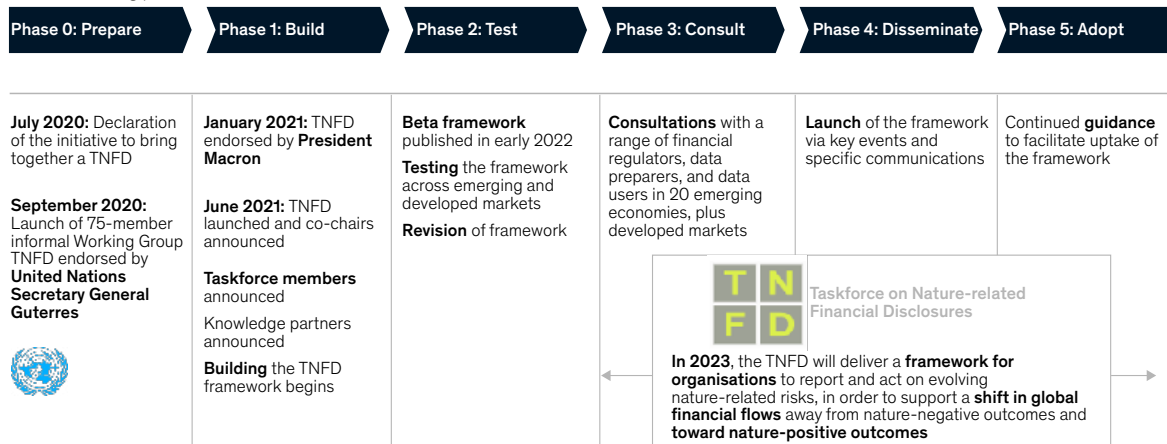 Phase 0: Prepare
Phase 1: Build
Phase 2: Test
Phase 3: Consult
Phase 4: Disseminate
Phase 5: Adopt
July 2020: Declaration
of the initiative to bring
together a TNFD
September 2020:
Launch of 75-member
informal Working Group
TNFD endorsed by
United Nations
Secretary General
Guterres
January 2021: TNFD
endorsed by President
Macron
June 2021: TNFD
launched and co-chairs
announced
Taskforce members
announced
Knowledge partners
announced
Building the TNFD
framework begins
Beta framework
published in early 2022
Testing the framework
across emerging and
developed markets
Revision of framework
Consultations with a
range of financial
regulators, data
preparers, and data
users in 20 emerging
economies, plus
developed markets
Launch of the framework
via key events and
specific communications
Continued guidance
to facilitate uptake of
the framework
T N
F D
Taskforce on Nature-related
Financial Disclosures
In 2023, the TNFD will deliver a framework for
organisations to report and act on evolving
nature-related risks, in order to support a shift in global
financial flows away from nature-negative outcomes and
toward nature-positive outcomes